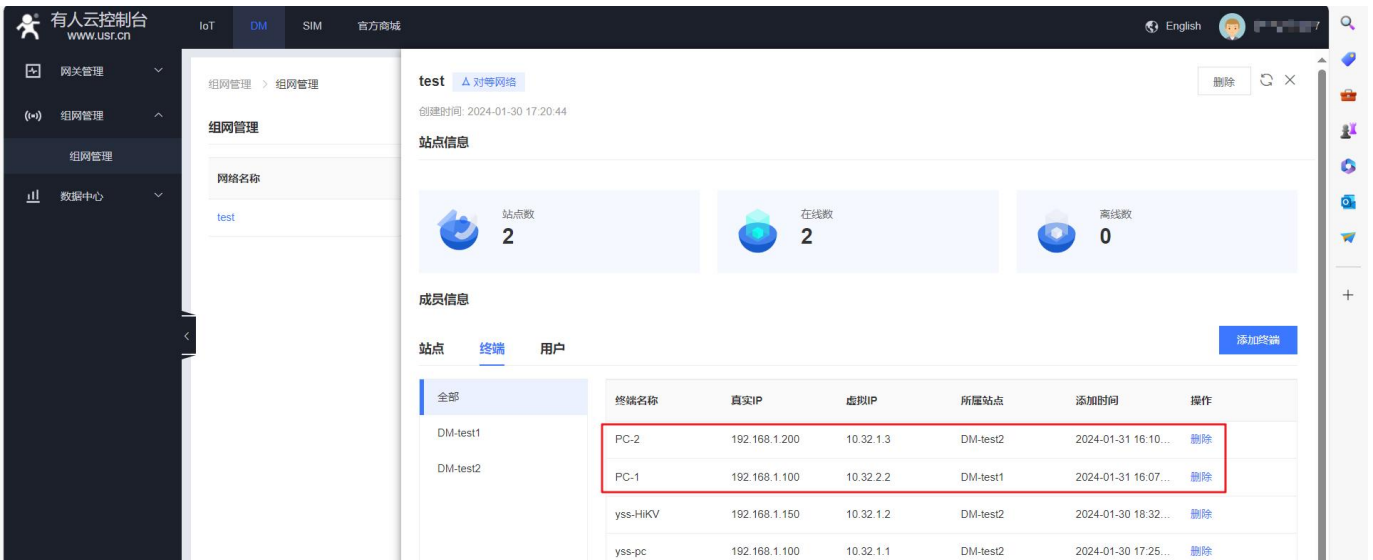 有人云控制台
www.usr.cn
IoT DM SIM 官方商城
English
网关管理
组网管理
组网管理
数据中心
组网管理 > 组网管理
组网管理
网络名称
test
test 对等网络
删除
创建时间: 2024-01-30 17:20:44
站点信息
站点数
2
在线数
2
离线数
0
成员信息
站点 终端 用户
添加终端
全部
DM-test1
DM-test2
终端名称 真实IP 虚拟IP 所属站点 添加时间 操作
PC-2 192.168.1.200 10.32.1.3 DM-test2 2024-01-31 16:10... 删除
PC-1 192.168.1.100 10.32.2.2 DM-test1 2024-01-31 16:07... 删除
yss-HiKV 192.168.1.150 10.32.1.2 DM-test2 2024-01-30 18:32... 删除
yss-pc 192.168.1.100 10.32.1.1 DM-test2 2024-01-30 17:25... 删除